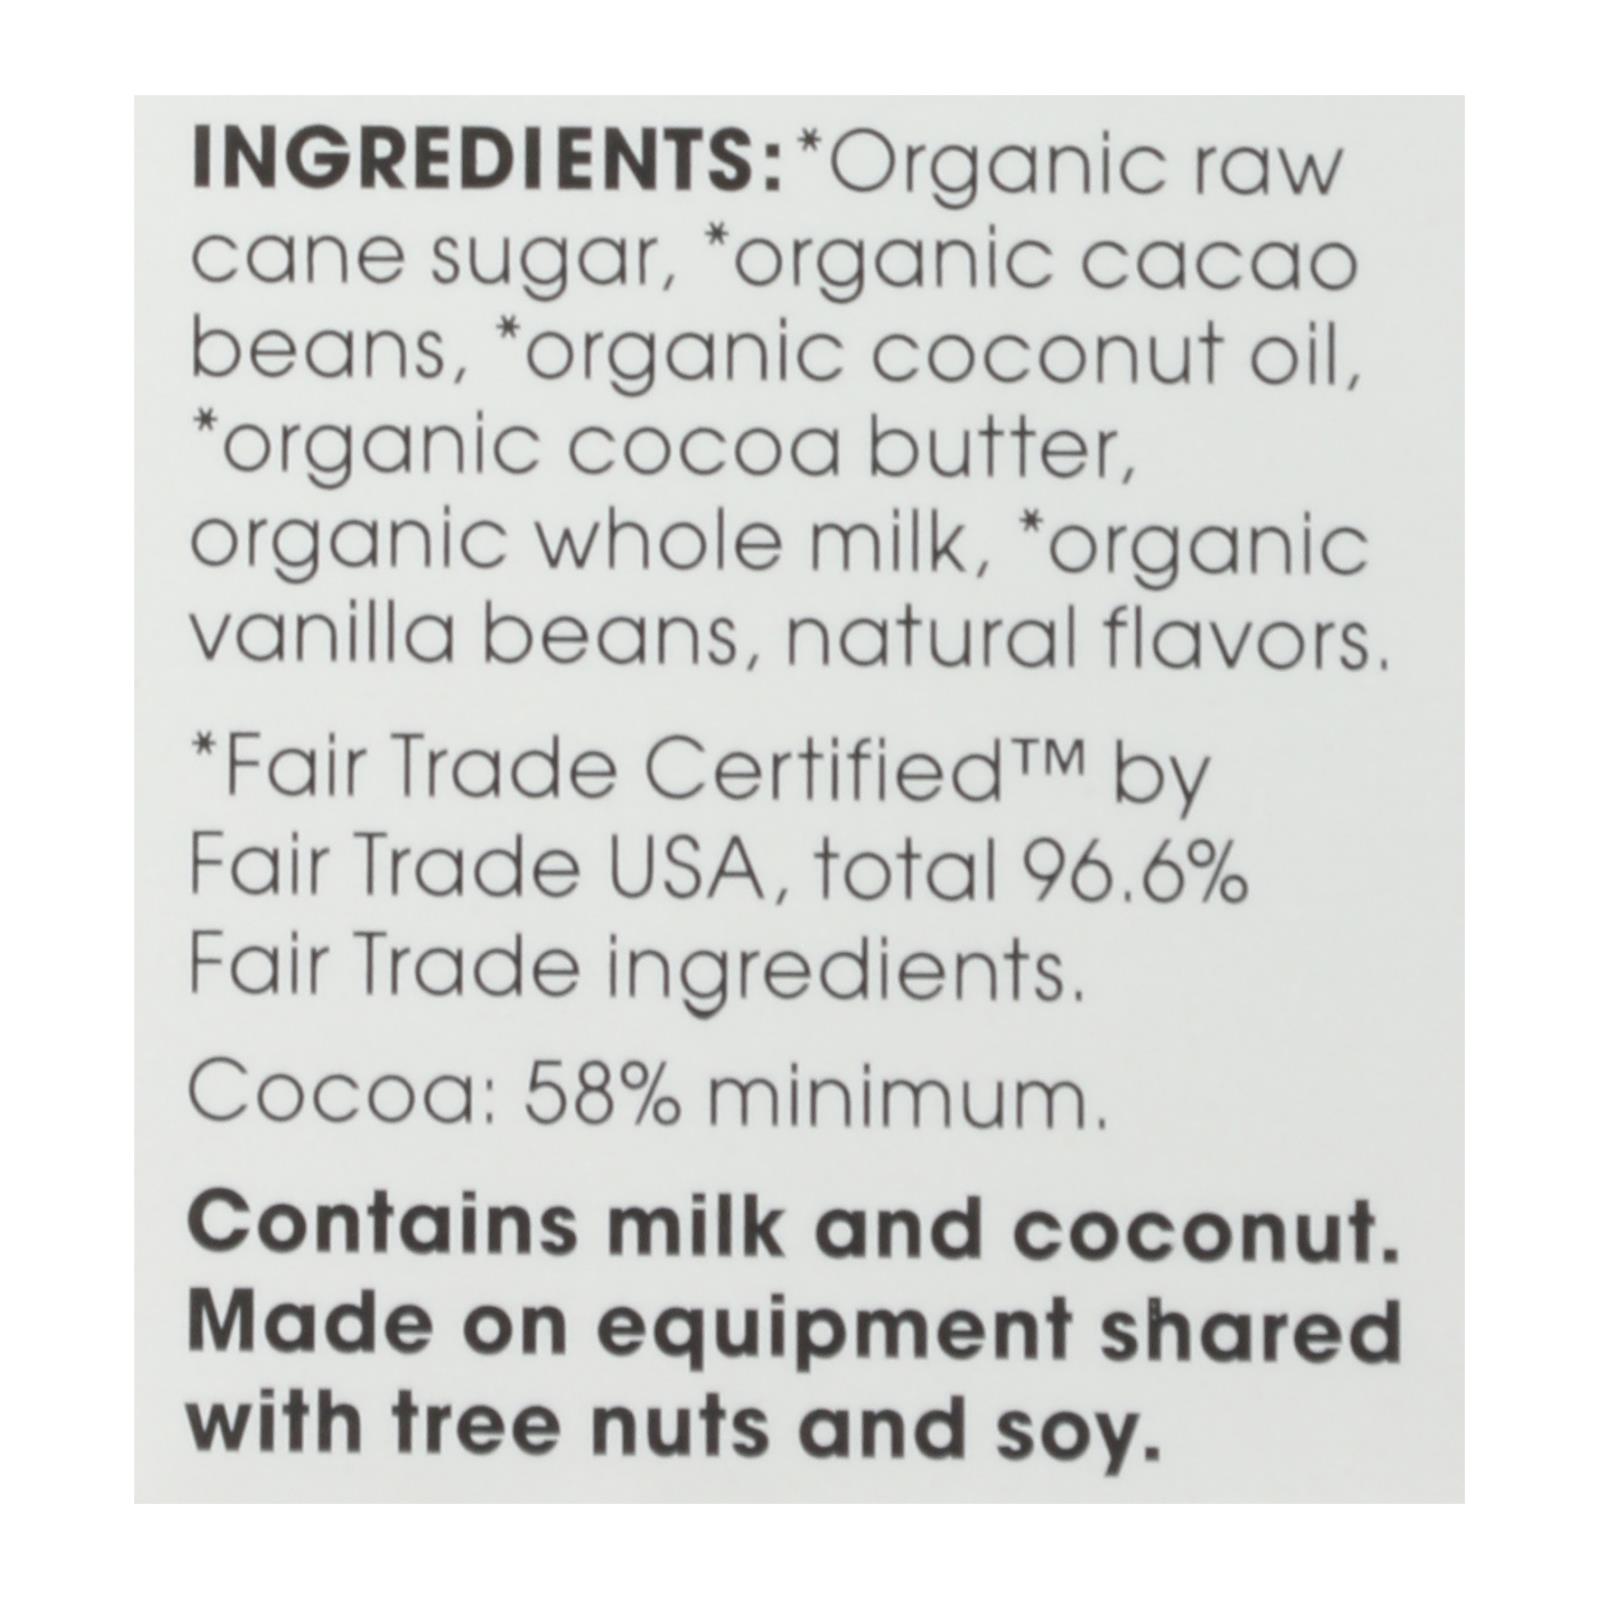 INGREDIENTS: *Organic raw
cane sugar, *organic cacao
beans, *organic coconut oil,
*organic cocoa butter,
organic whole milk, *organic
vanilla beans, natural flavors.
*Fair Trade Certified™ by
Fair Trade USA, total 96.6%
Fair Trade ingredients.
Cocoa: 58% minimum.
Contains milk and coconut.
Made on equipment shared
with tree nuts and soy.